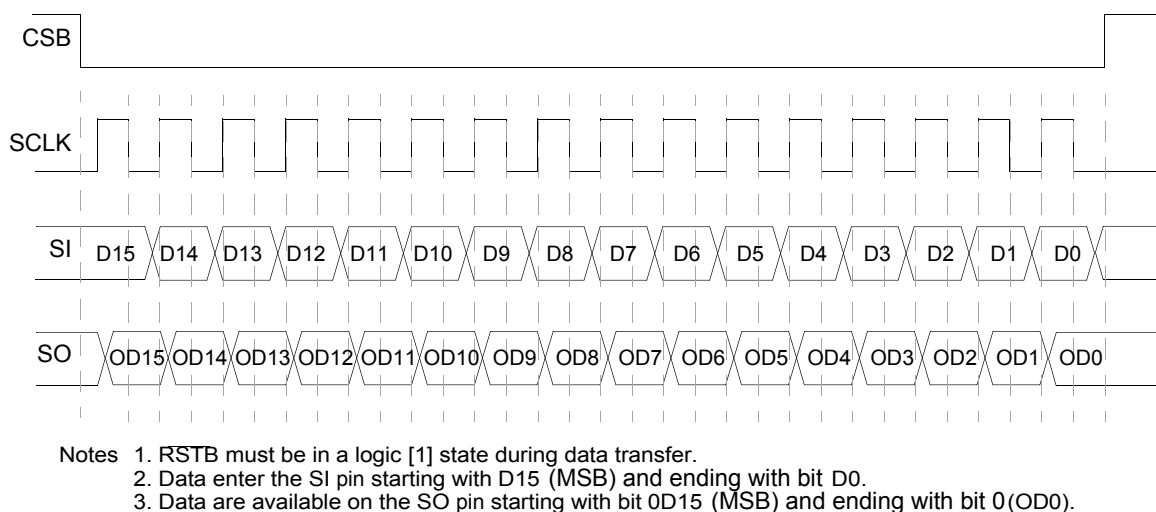 CSB
SCLK
SI D15 D14 D13 D12 D11 D10 D9 D8 D7 D6 D5 D4 D3 D2 D1 D0
SO OD15 OD14 OD13 OD12 OD11 OD10 OD9 OD8 OD7 OD6 OD5 OD4 OD3 OD2 OD1 OD0
Notes 1. RSTB must be in a logic [1] state during data transfer.
2. Data enter the SI pin starting with D15 (MSB) and ending with bit D0.
3. Data are available on the SO pin starting with bit 0D15 (MSB) and ending with bit 0(OD0).